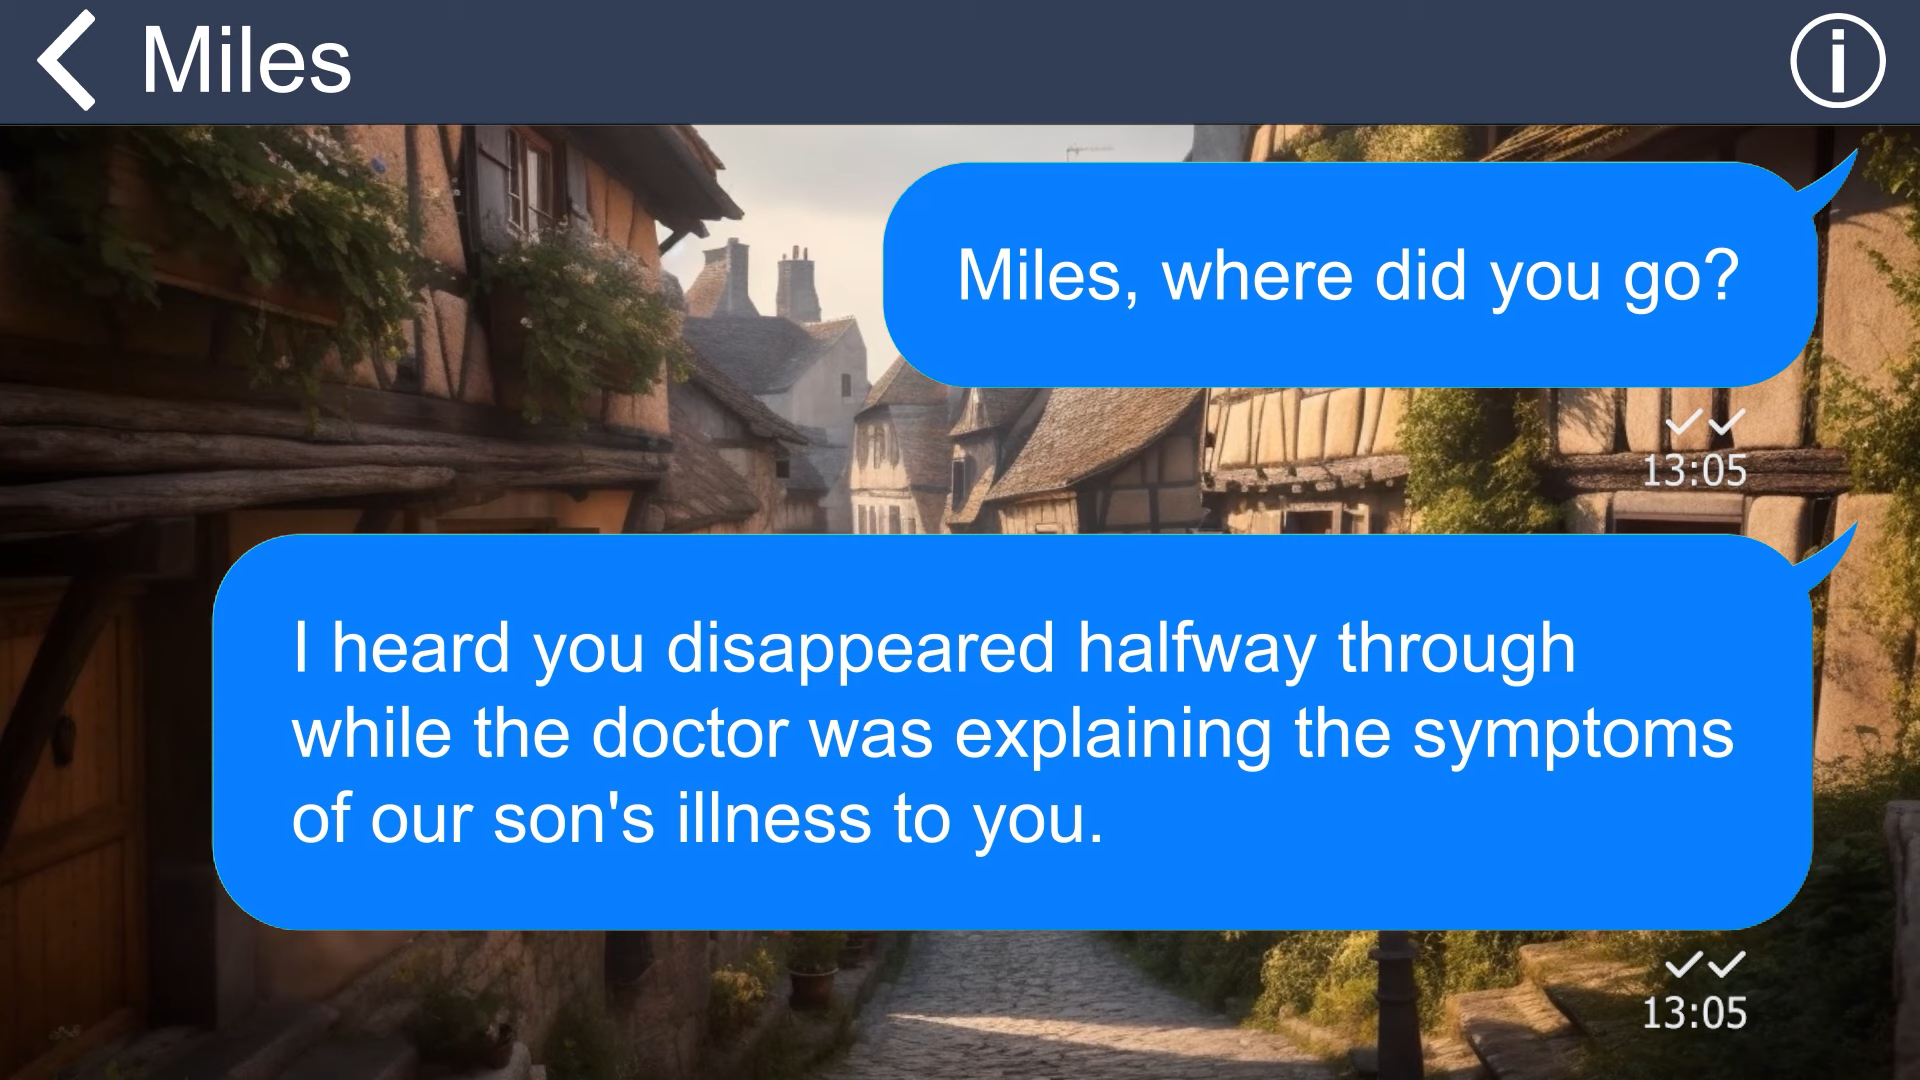 Miles
Miles, where did you go?
13:05
I heard you disappeared halfway through
while the doctor was explaining the symptoms
of our son's illness to you.
13:05